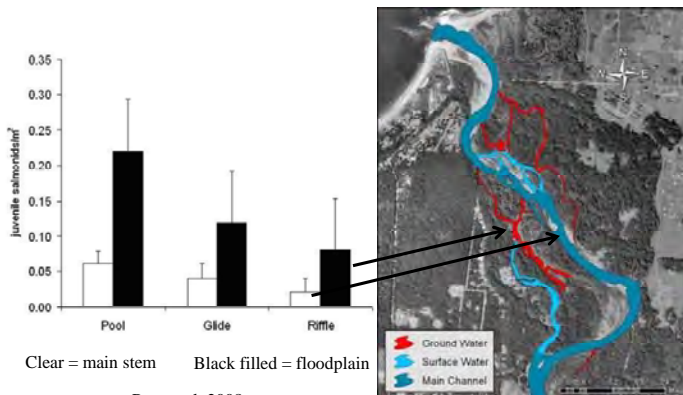 juvenile salmonids/m²
0.35
0.30
0.25
0.20
0.15
0.10
0.05
0.00
Pool
Glide
Riffle
Clear = main stem
Black filled = floodplain
N
N
E
Ground Water
Surface Water
Main Channel